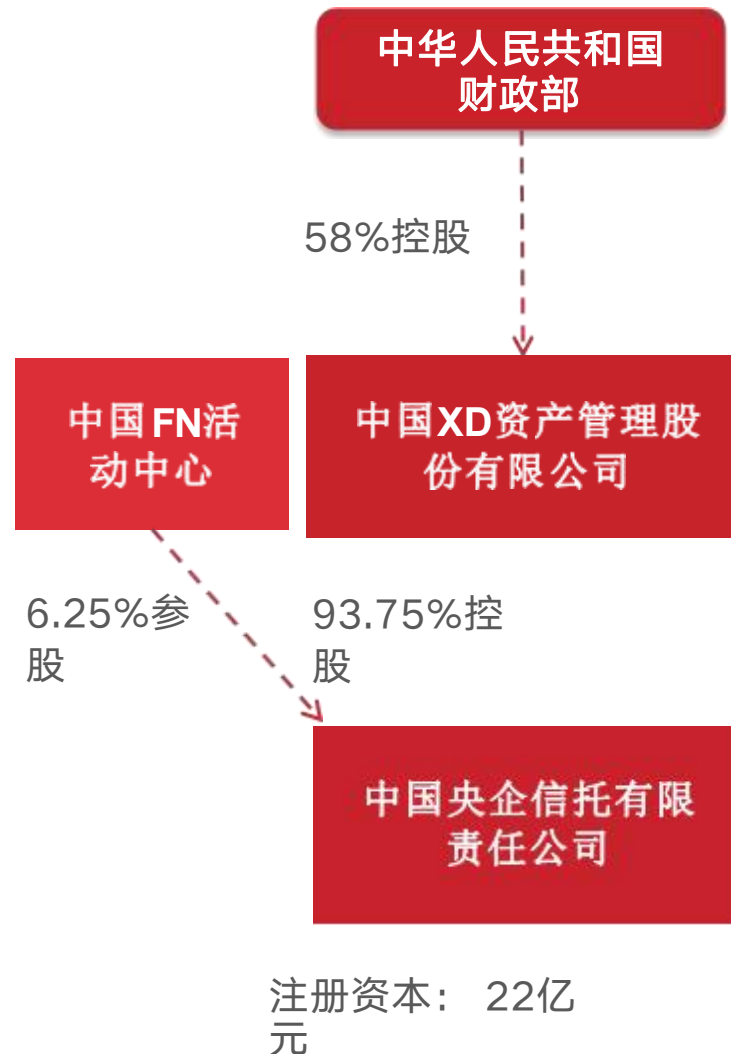 中华人民共和国
财政部
58%控股
中国FN活
动中心
中国XD资产管理股
份有限公司
6.25%参
股
93.75%控
股
中国央企信托有限
责任公司
注册资本： 22亿
元